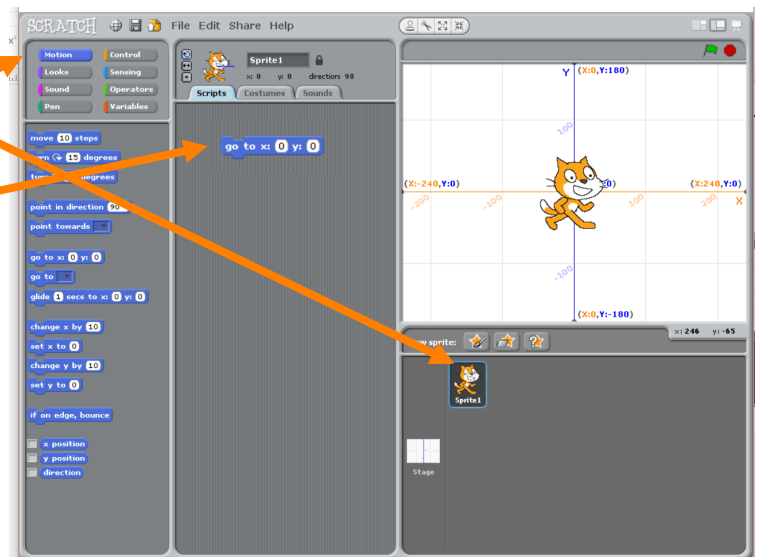 SCRATCH File Edit Share Help
Motion Control
Looks Sensing
Sound Operators
Pen Variables
Sprite1
x: 0 y: 0 direction: 90
Scripts Costumes Sounds
move 10 steps
turn 15 degrees
degrees
point in direction 90
point towards
go to x: 0 y: 0
go to
glide 1 secs to x: 0 y: 0
change x by 10
set x to 0
change y by 10
set y to 0
if on edge, bounce
x position
y position
direction
go to x: 0 y: 0
Y (X:0,Y:180)
100
(X:-240,Y:0) 0) (X:240,Y:0)
-200 -100 100 200 X
-100
(X:0,Y:-180)
x: 246 y: -65
sprite:
Sprite1
Stage